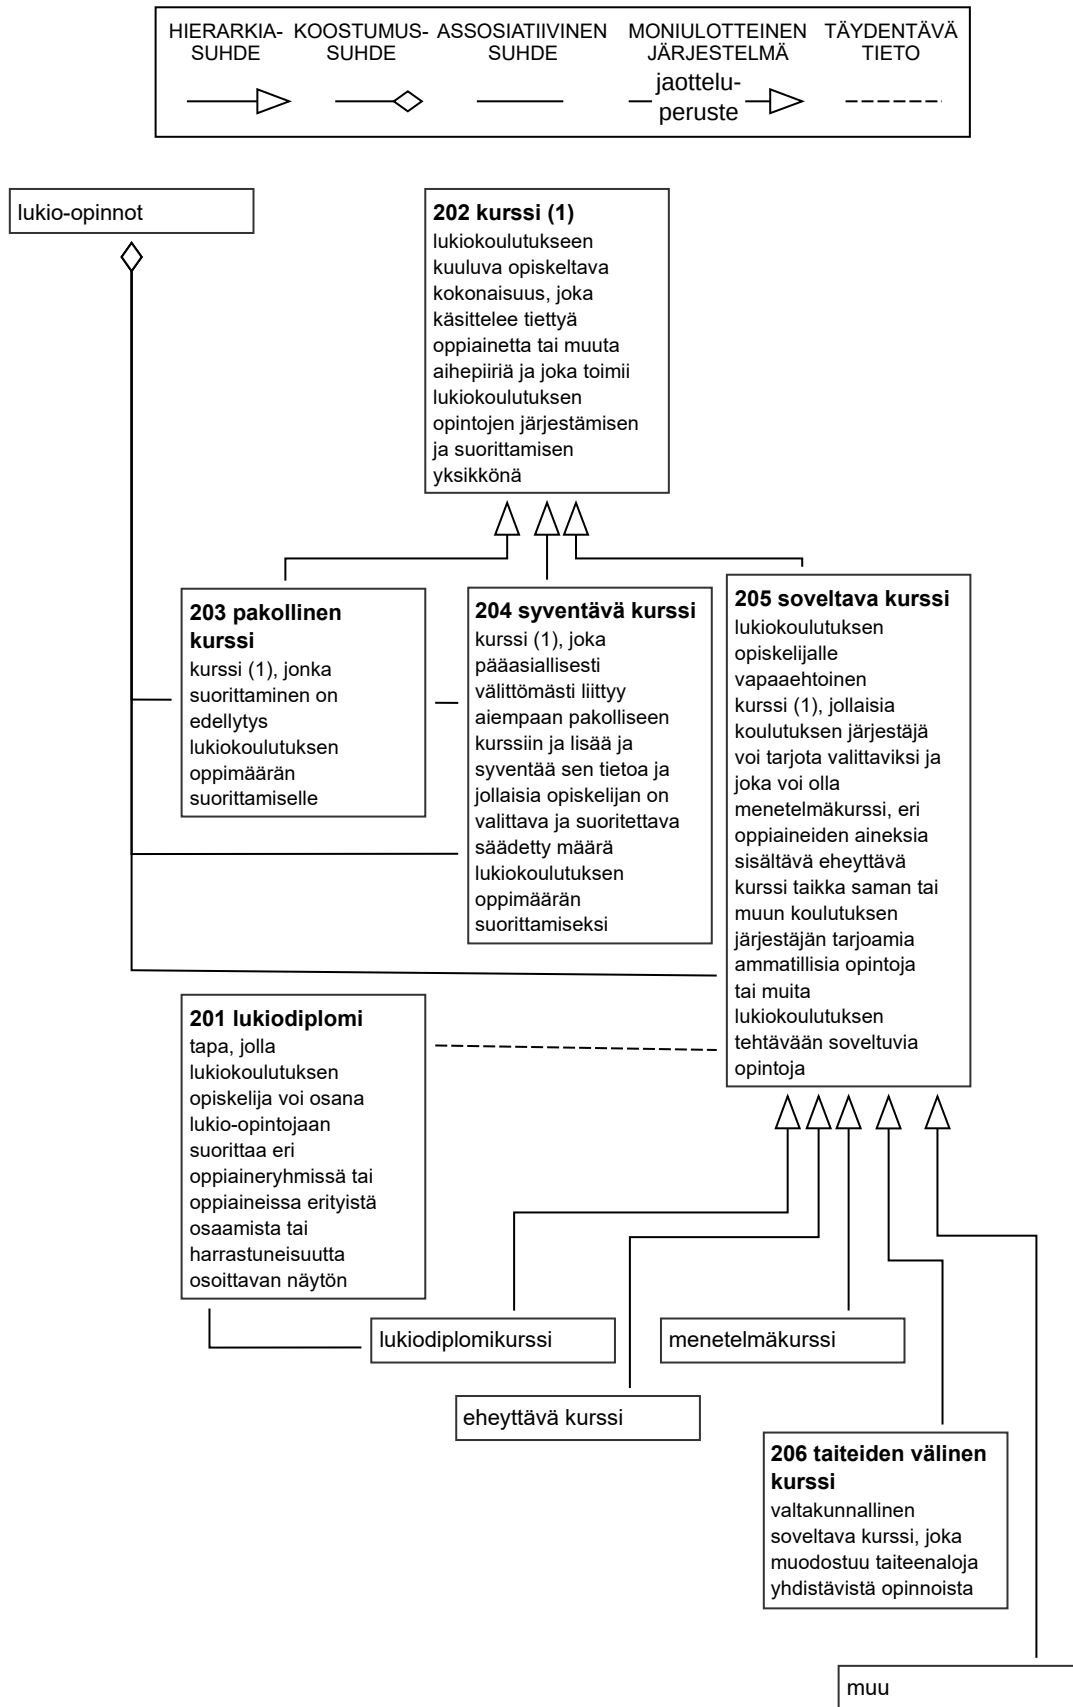 HIERARKIA-
SUHDE
KOOSTUMUS-
SUHDE
ASSOSIATIIVINEN
SUHDE
MONIULOTTEINEN
JÄRJESTELMÄ
jaottelu-
peruste
TÄYDENTÄVÄ
TIETO
lukio-opinnot
202 kurssi (1)
lukiokoulutukseen
kuuluva opiskeltava
kokonaisuus, joka
käsittelee tiettyä
oppiainetta tai muuta
aihepiiriä ja joka toimii
lukiokoulutuksen
opintojen järjestämisen
ja suorittamisen
yksikkönä
203 pakollinen
kurssi
kurssi (1), jonka
suorittaminen on
edellytys
lukiokoulutuksen
oppimäärän
suorittamiselle
204 syventävä kurssi
kurssi (1), joka
pääasiallisesti
välittömästi liittyy
aiempaan pakolliseen
kurssiin ja lisää ja
syventää sen tietoa ja
jollaisia opiskelijan on
valittava ja suoritettava
säädetty määrä
lukiokoulutuksen
oppimäärän
suorittamiseksi
205 soveltava kurssi
lukiokoulutuksen
opiskelijalle
vapaaehtoinen
kurssi (1), jollaisia
koulutuksen järjestäjä
voi tarjota valittaviksi ja
joka voi olla
menetelmäkurssi, eri
oppiaineiden aineksia
sisältävä eheyttävä
kurssi taikka saman tai
muun koulutuksen
järjestäjän tarjoamia
ammatillisia opintoja
tai muita
lukiokoulutuksen
tehtävään soveltuvia
opintoja
201 lukiodiplomi
tapa, jolla
lukiokoulutuksen
opiskelija voi osana
lukio-opintojaan
suorittaa eri
oppiaineryhmissä tai
oppiaineissa erityistä
osaamista tai
harrastuneisuutta
osoittavan näytön
lukiodiplomikurssi
menetelmäkurssi
eheyttävä kurssi
206 taiteiden välinen
kurssi
valtakunnallinen
soveltava kurssi, joka
muodostuu taiteenaloja
yhdistävistä opinnoista
muu